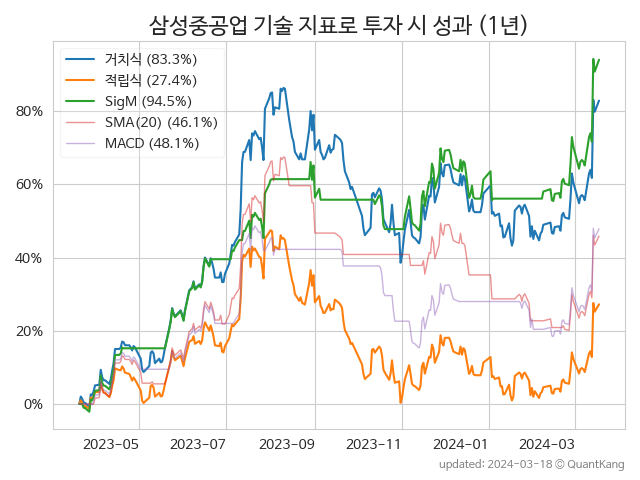 삼성중공업 기술 지표로 투자 시 성과 (1년)
거치식 (83.3%)
적립식 (27.4%)
SigM (94.5%)
SMA(20) (46.1%)
MACD (48.1%)
80%
60%
40%
20%
0%
2023-05 2023-07 2023-09 2023-11 2024-01 2024-03
updated: 2024-03-18 © QuantKang